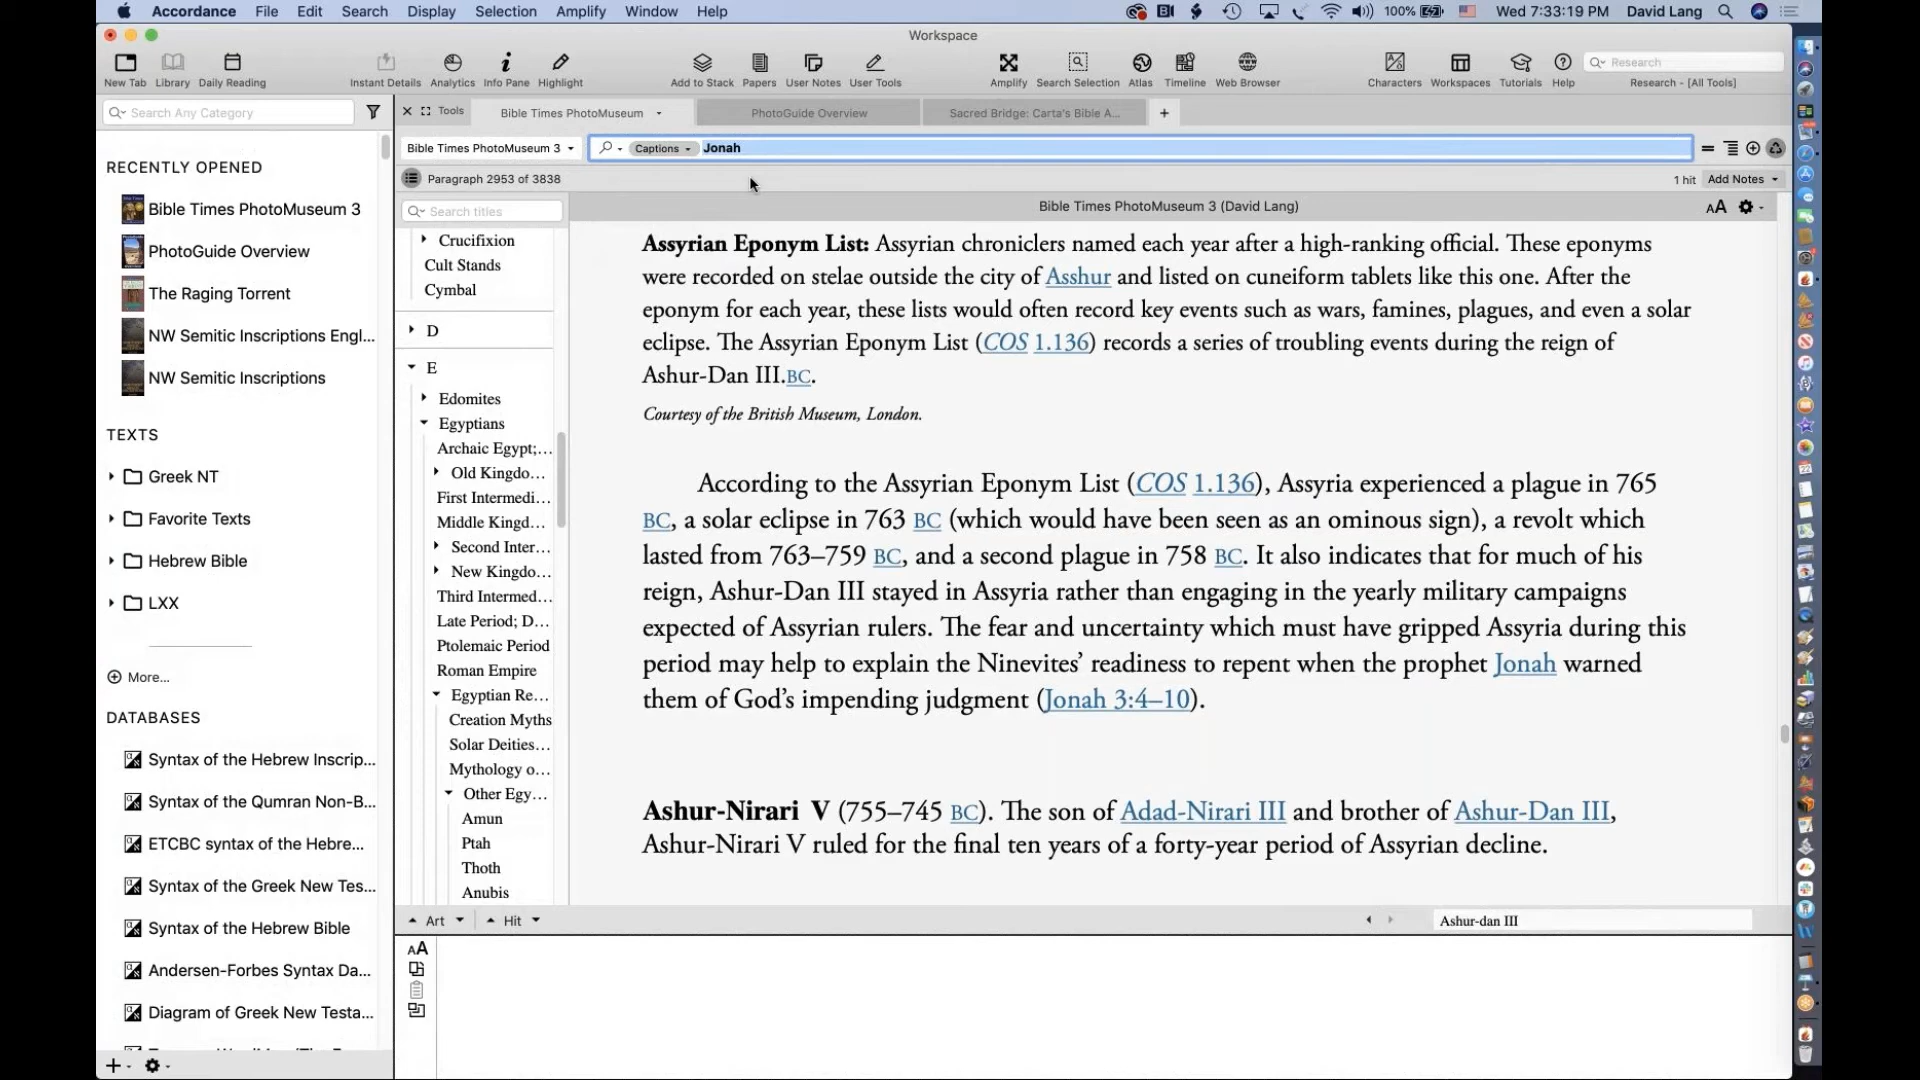 Accordance File Edit Search Text Display Selection Amplify Window Help 100% Wed 7:33:19 PM David Lang
Workspace
New Tab Library Daily Reading Instant Details Analytics Info Pane Highlight Add to Stack Papers User Notes User Tools Amplify Search Selection Atlas Timeline Web Browser Characters Workspaces Tutorials Help Research
Research - [All Tools]
Search Any Category
Tools Bible Times PhotoMuseum PhotoGuide Overview Sacred Bridge: Carta's Bible A...
Bible Times PhotoMuseum 3 Captions Jonah
Paragraph 2953 of 3838 1 hit Add Notes
RECENTLY OPENED
Bible Times PhotoMuseum 3
PhotoGuide Overview
The Raging Torrent
NW Semitic Inscriptions Engl...
NW Semitic Inscriptions
TEXTS
Greek NT
Favorite Texts
Hebrew Bible
LXX
More...
DATABASES
Syntax of the Hebrew Inscrip...
Syntax of the Qumran Non-B...
ETCBC syntax of the Hebre...
Syntax of the Greek New Tes...
Syntax of the Hebrew Bible
Andersen-Forbes Syntax Da...
Diagram of Greek New Testa...
Search titles
Crucifixion
Cult Stands
Cymbal
D
E
Edomites
Egyptians
Archaic Egypt;...
Old Kingdo...
First Intermedi...
Middle Kingd...
Second Inter...
New Kingdo...
Third Intermed...
Late Period; D...
Ptolemaic Period
Roman Empire
Egyptian Re...
Creation Myths
Solar Deities...
Mythology o...
Other Egy...
Amun
Ptah
Thoth
Anubis
Bible Times PhotoMuseum 3 (David Lang) AA
Assyrian Eponym List: Assyrian chroniclers named each year after a high-ranking official. These eponyms
were recorded on stelae outside the city of Asshur and listed on cuneiform tablets like this one. After the
eponym for each year, these lists would often record key events such as wars, famines, plagues, and even a solar
eclipse. The Assyrian Eponym List (COS 1.136) records a series of troubling events during the reign of
Ashur-Dan III.BC.
Courtesy of the British Museum, London.
According to the Assyrian Eponym List (COS 1.136), Assyria experienced a plague in 765
BC, a solar eclipse in 763 BC (which would have been seen as an ominous sign), a revolt which
lasted from 763–759 BC, and a second plague in 758 BC. It also indicates that for much of his
reign, Ashur-Dan III stayed in Assyria rather than engaging in the yearly military campaigns
expected of Assyrian rulers. The fear and uncertainty which must have gripped Assyria during this
period may help to explain the Ninevites' readiness to repent when the prophet Jonah warned
them of God's impending judgment (Jonah 3:4–10).
Ashur-Nirari V (755–745 BC). The son of Adad-Nirari III and brother of Ashur-Dan III,
Ashur-Nirari V ruled for the final ten years of a forty-year period of Assyrian decline.
Art Hit Ashur-dan III
AA